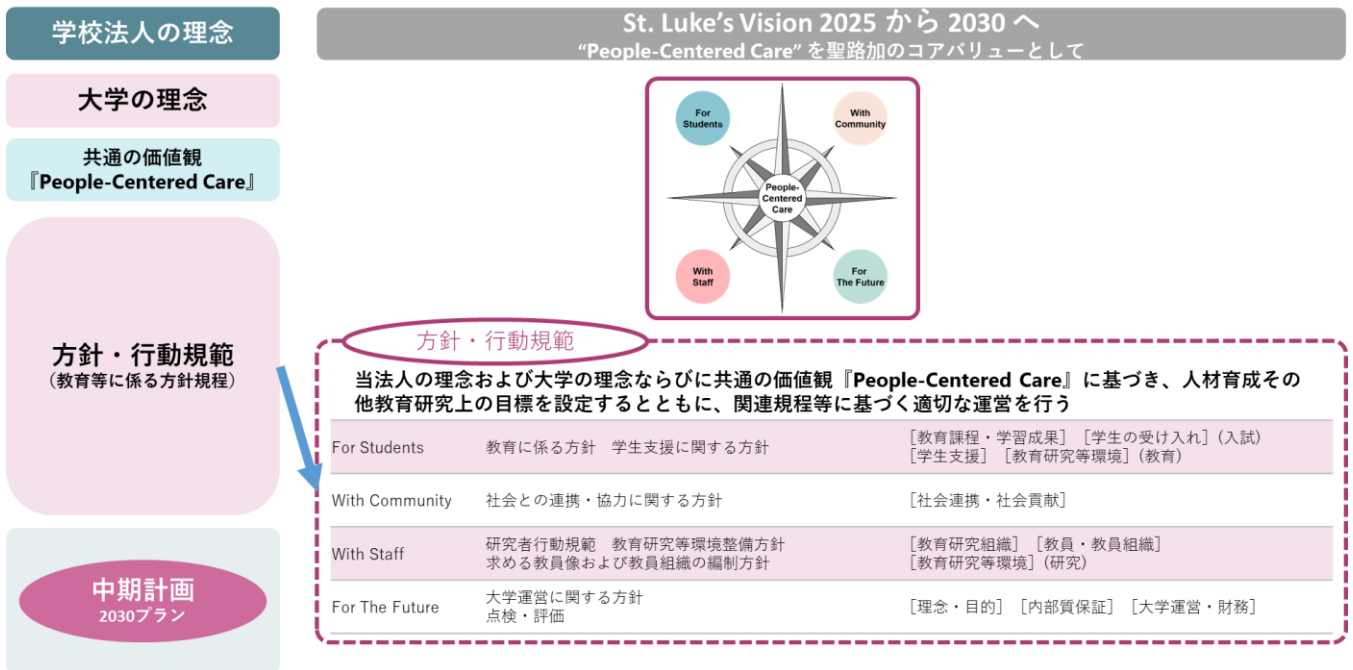 学校法人の理念
大学の理念
共通の価値観
『People-Centered Care』
方針・行動規範
（教育等に係る方針規程）
中期計画
2030プラン
St. Luke’s Vision 2025 から 2030 へ
“People-Centered Care” を聖路加のコアバリューとして
For
Students
With
Community
People-
Centered
Care
With
Staff
For
The Future
方針・行動規範
当法人の理念および大学の理念ならびに共通の価値観『People-Centered Care』に基づき、人材育成その
他教育研究上の目標を設定するとともに、関連規程等に基づく適切な運営を行う
For Students
教育に係る方針　学生支援に関する方針
［教育課程・学習成果］［学生の受け入れ］(入試)
［学生支援］［教育研究等環境］(教育)
With Community
社会との連携・協力に関する方針
［社会連携・社会貢献］
With Staff
研究者行動規範　教育研究等環境整備方針
求める教員像および教員組織の編制方針
［教育研究組織］［教員・教員組織］
［教育研究等環境］(研究)
For The Future
大学運営に関する方針
点検・評価
［理念・目的］［内部質保証］［大学運営・財務］